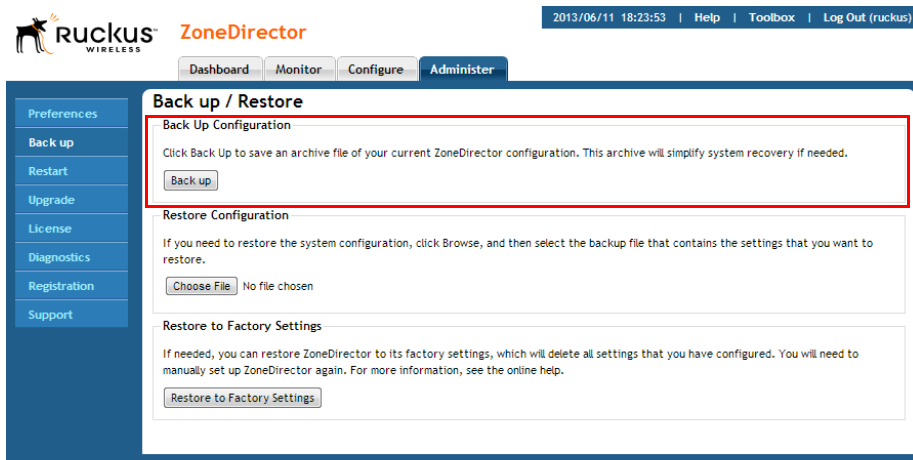 2013/06/11 18:23:53 | Help | Toolbox | Log Out (ruckus)
RUCKUS™ ZoneDirector
WIRELESS
Dashboard Monitor Configure Administer
Preferences
Back up
Restart
Upgrade
License
Diagnostics
Registration
Support
Back up / Restore
Back Up Configuration
Click Back Up to save an archive file of your current ZoneDirector configuration. This archive will simplify system recovery if needed.
Back up
Restore Configuration
If you need to restore the system configuration, click Browse, and then select the backup file that contains the settings that you want to
restore.
Choose File No file chosen
Restore to Factory Settings
If needed, you can restore ZoneDirector to its factory settings, which will delete all settings that you have configured. You will need to
manually set up ZoneDirector again. For more information, see the online help.
Restore to Factory Settings